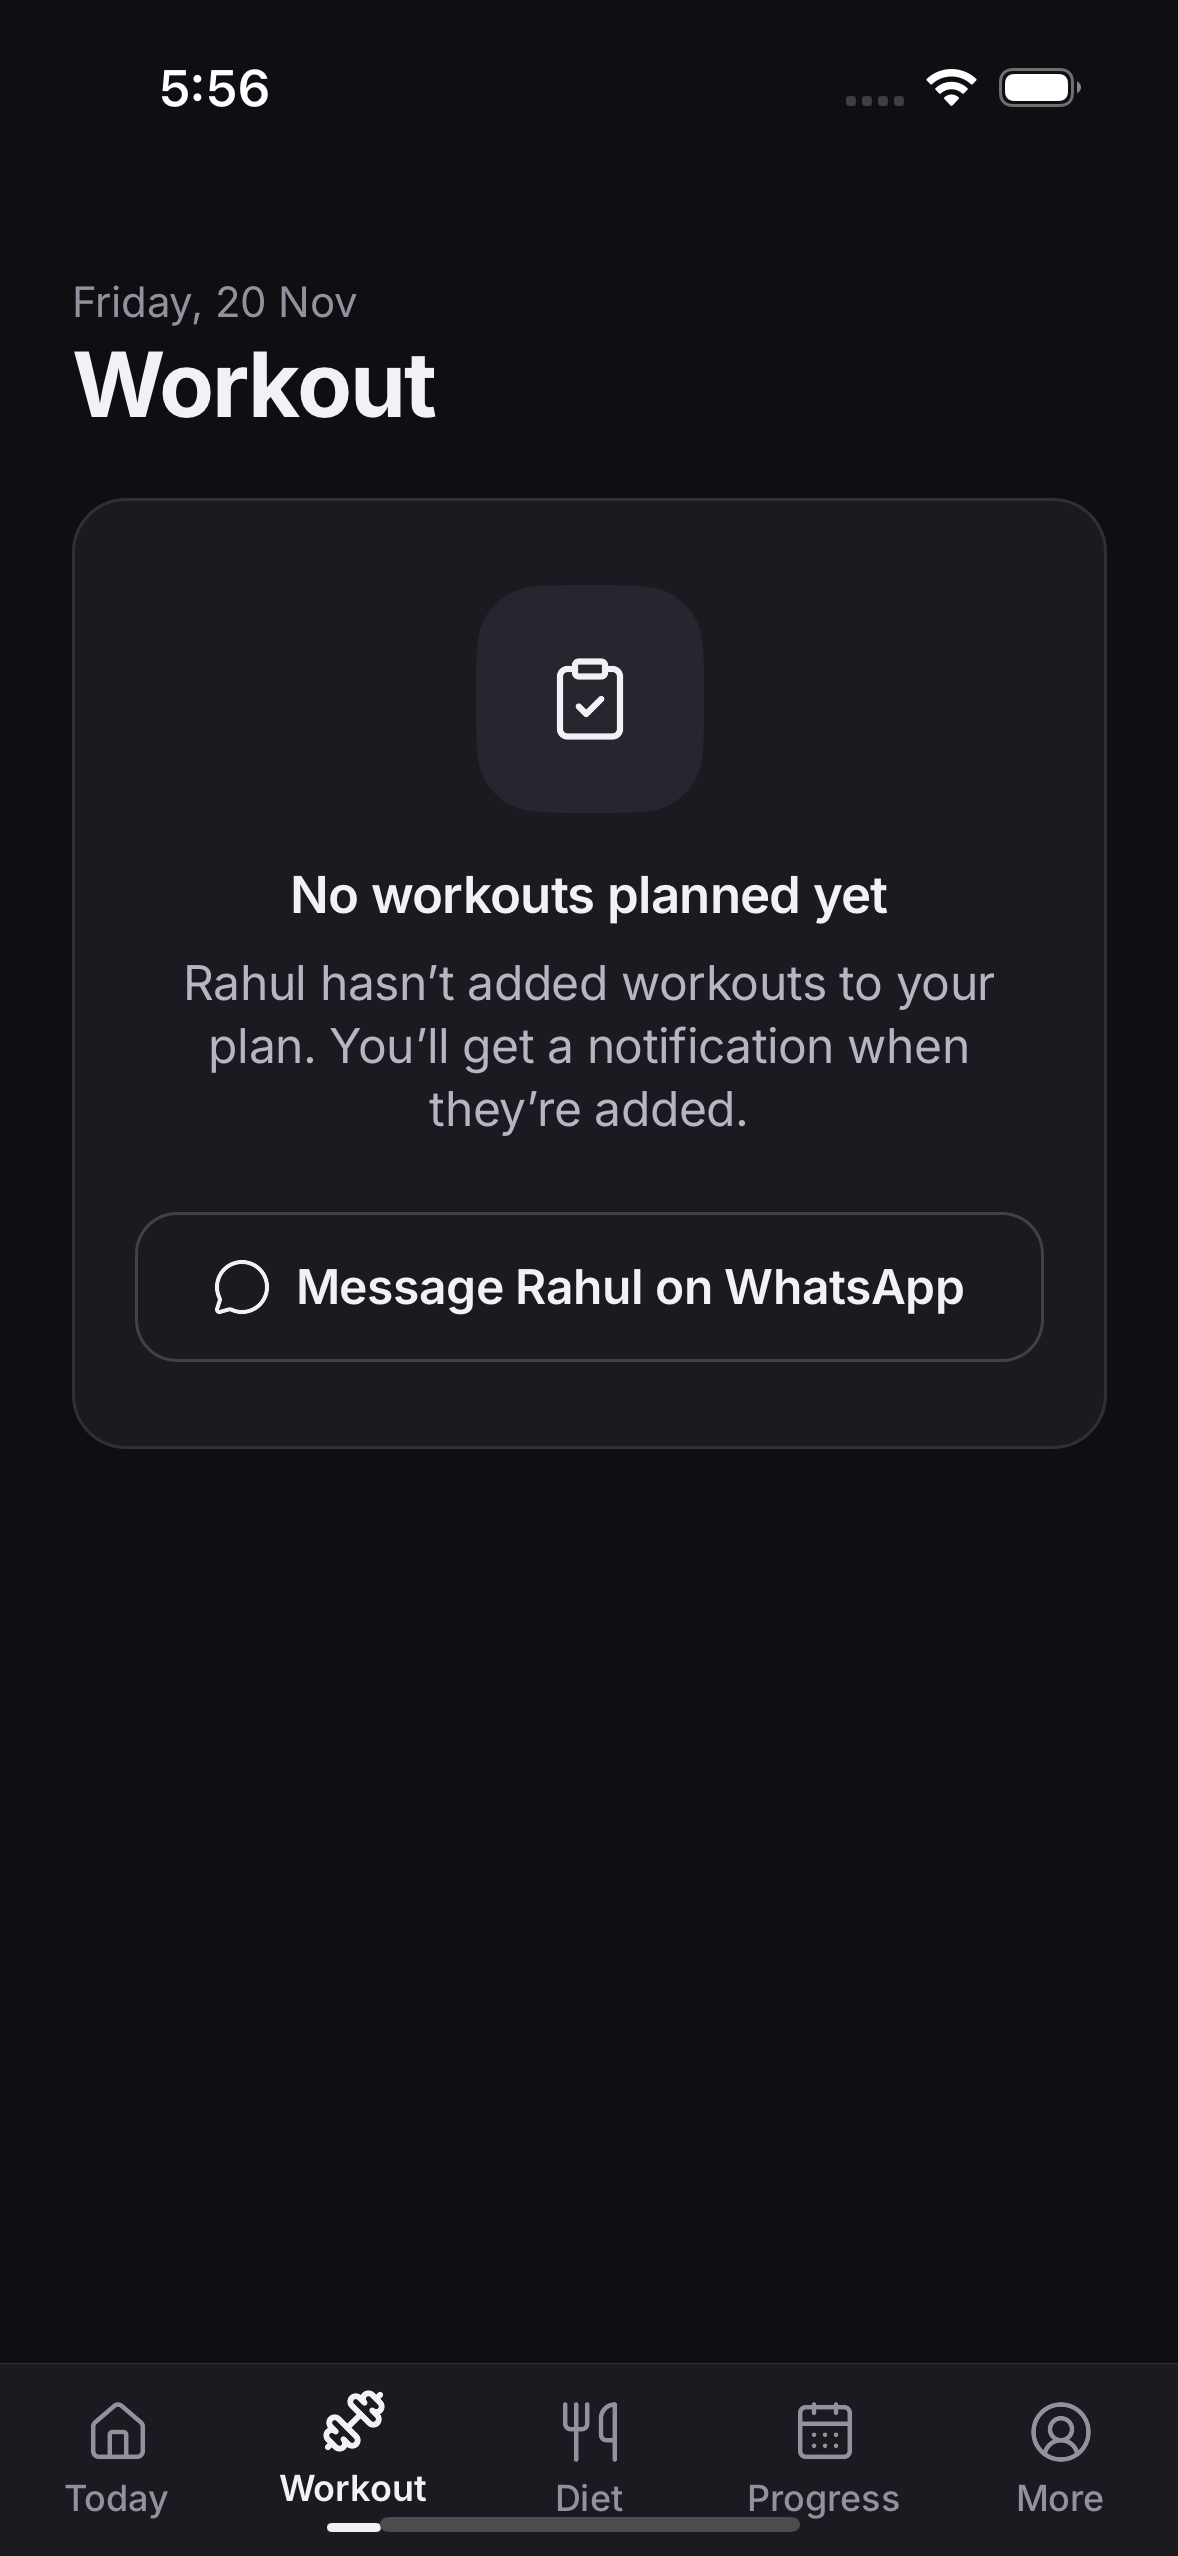 5:56
Friday, 20 Nov
Workout
No workouts planned yet
Rahul hasn’t added workouts to your
plan. You’ll get a notification when
they’re added.
Message Rahul on WhatsApp
Today
Workout
Diet
Progress
More